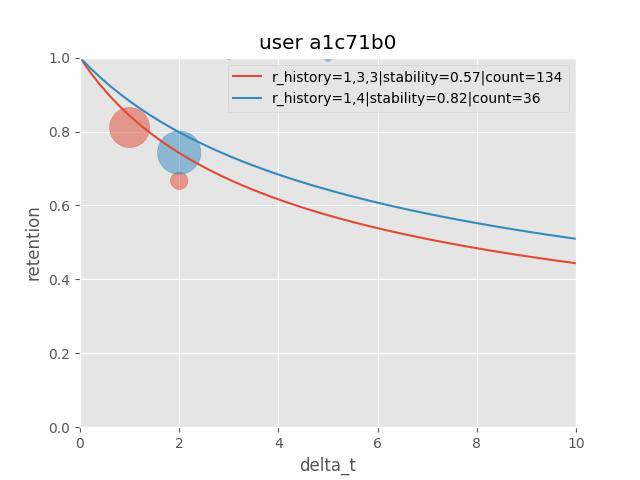 user a1c71b0
r_history=1,3,3|stability=0.57|count=134
r_history=1,4|stability=0.82|count=36
retention
1.0
0.8
0.6
0.4
0.2
0.0
0 2 4 6 8 10
delta_t